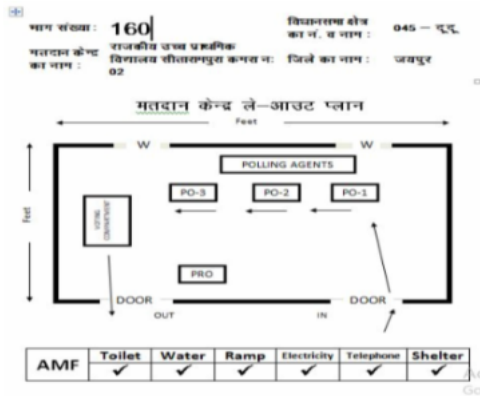 भाग संख्या : 160
विधानसभा क्षेत्र का नं. व नाम : 045 – दूदू
मतदान केन्द्र का नाम : राजकीय उच्च प्राथमिक विद्यालय सीतारामपुरा कमरा नः 02
जिले का नाम : जयपुर
मतदान केन्द्र ले–आउट प्लान
Feet
W W
POLLING AGENTS
PO-3 PO-2 PO-1
Feet
PRO
DOOR DOOR
OUT IN
AMF Toilet Water Ramp Electricity Telephone Shelter
✓ ✓ ✓ ✓ ✓ ✓